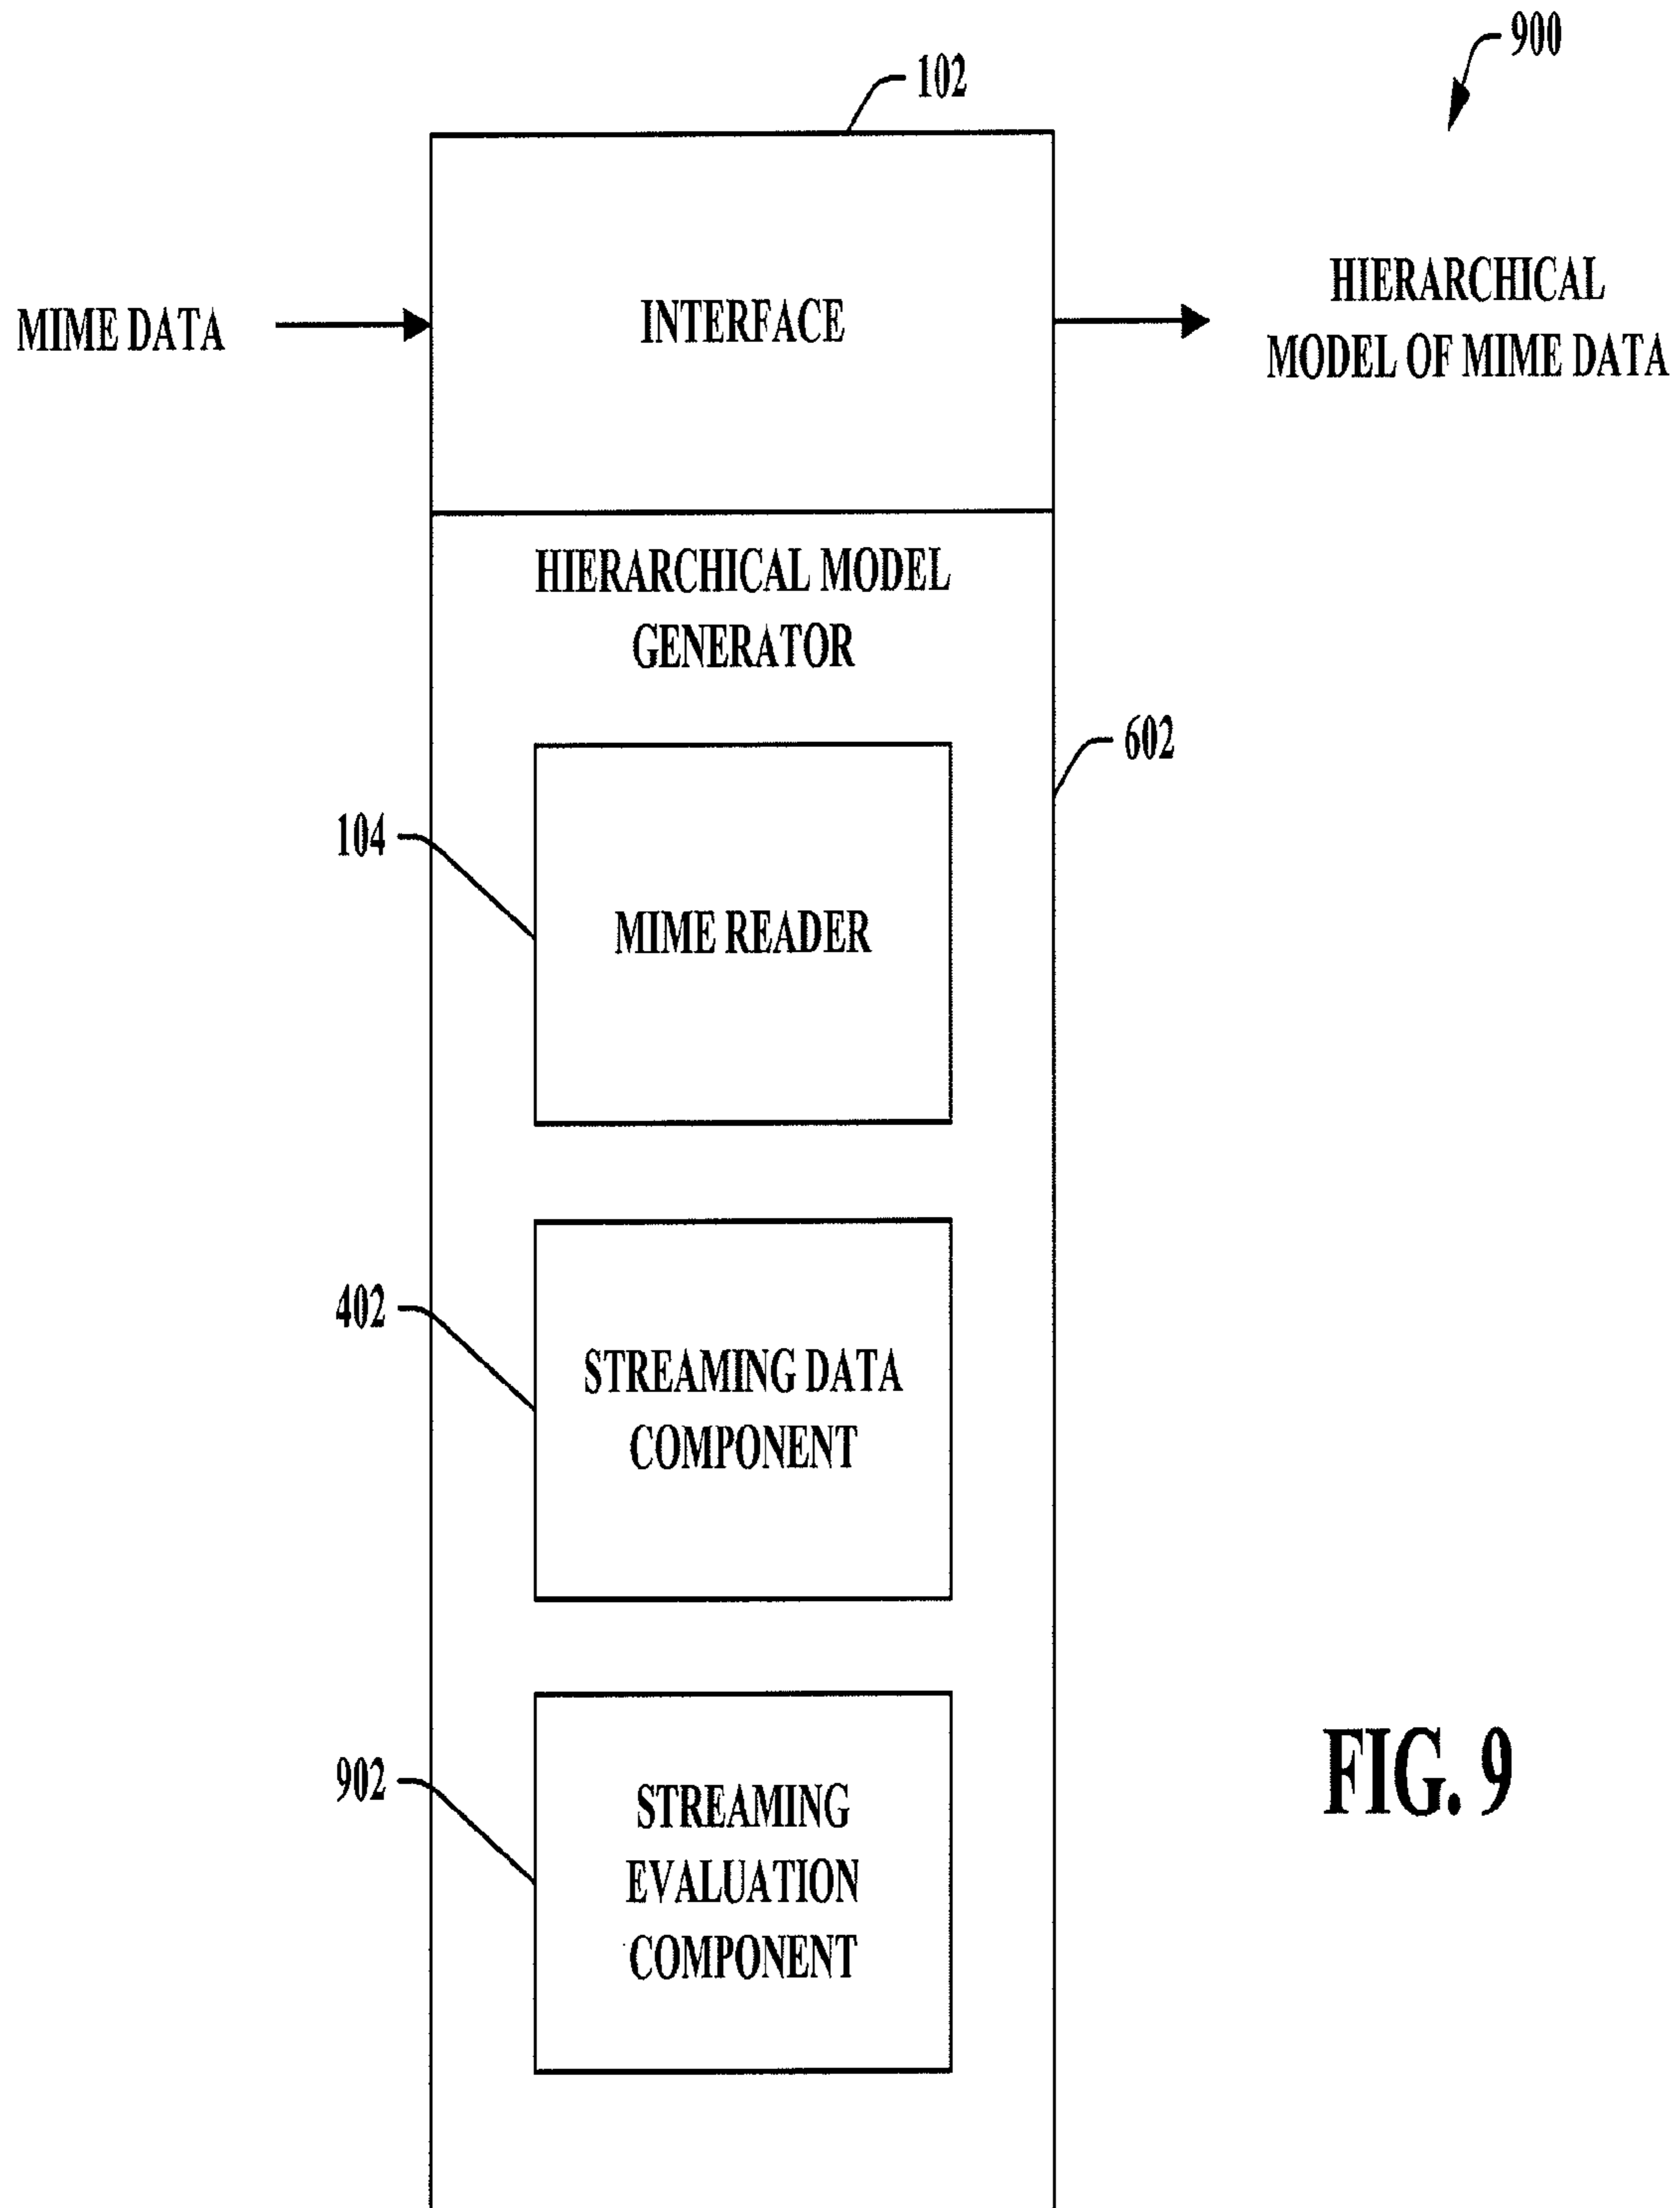 900
102
MIME DATA
INTERFACE
HIERARCHICAL
MODEL OF MIME DATA
HIERARCHICAL MODEL
GENERATOR
602
104
MIME READER
402
STREAMING DATA
COMPONENT
902
STREAMING
EVALUATION
COMPONENT
FIG. 9